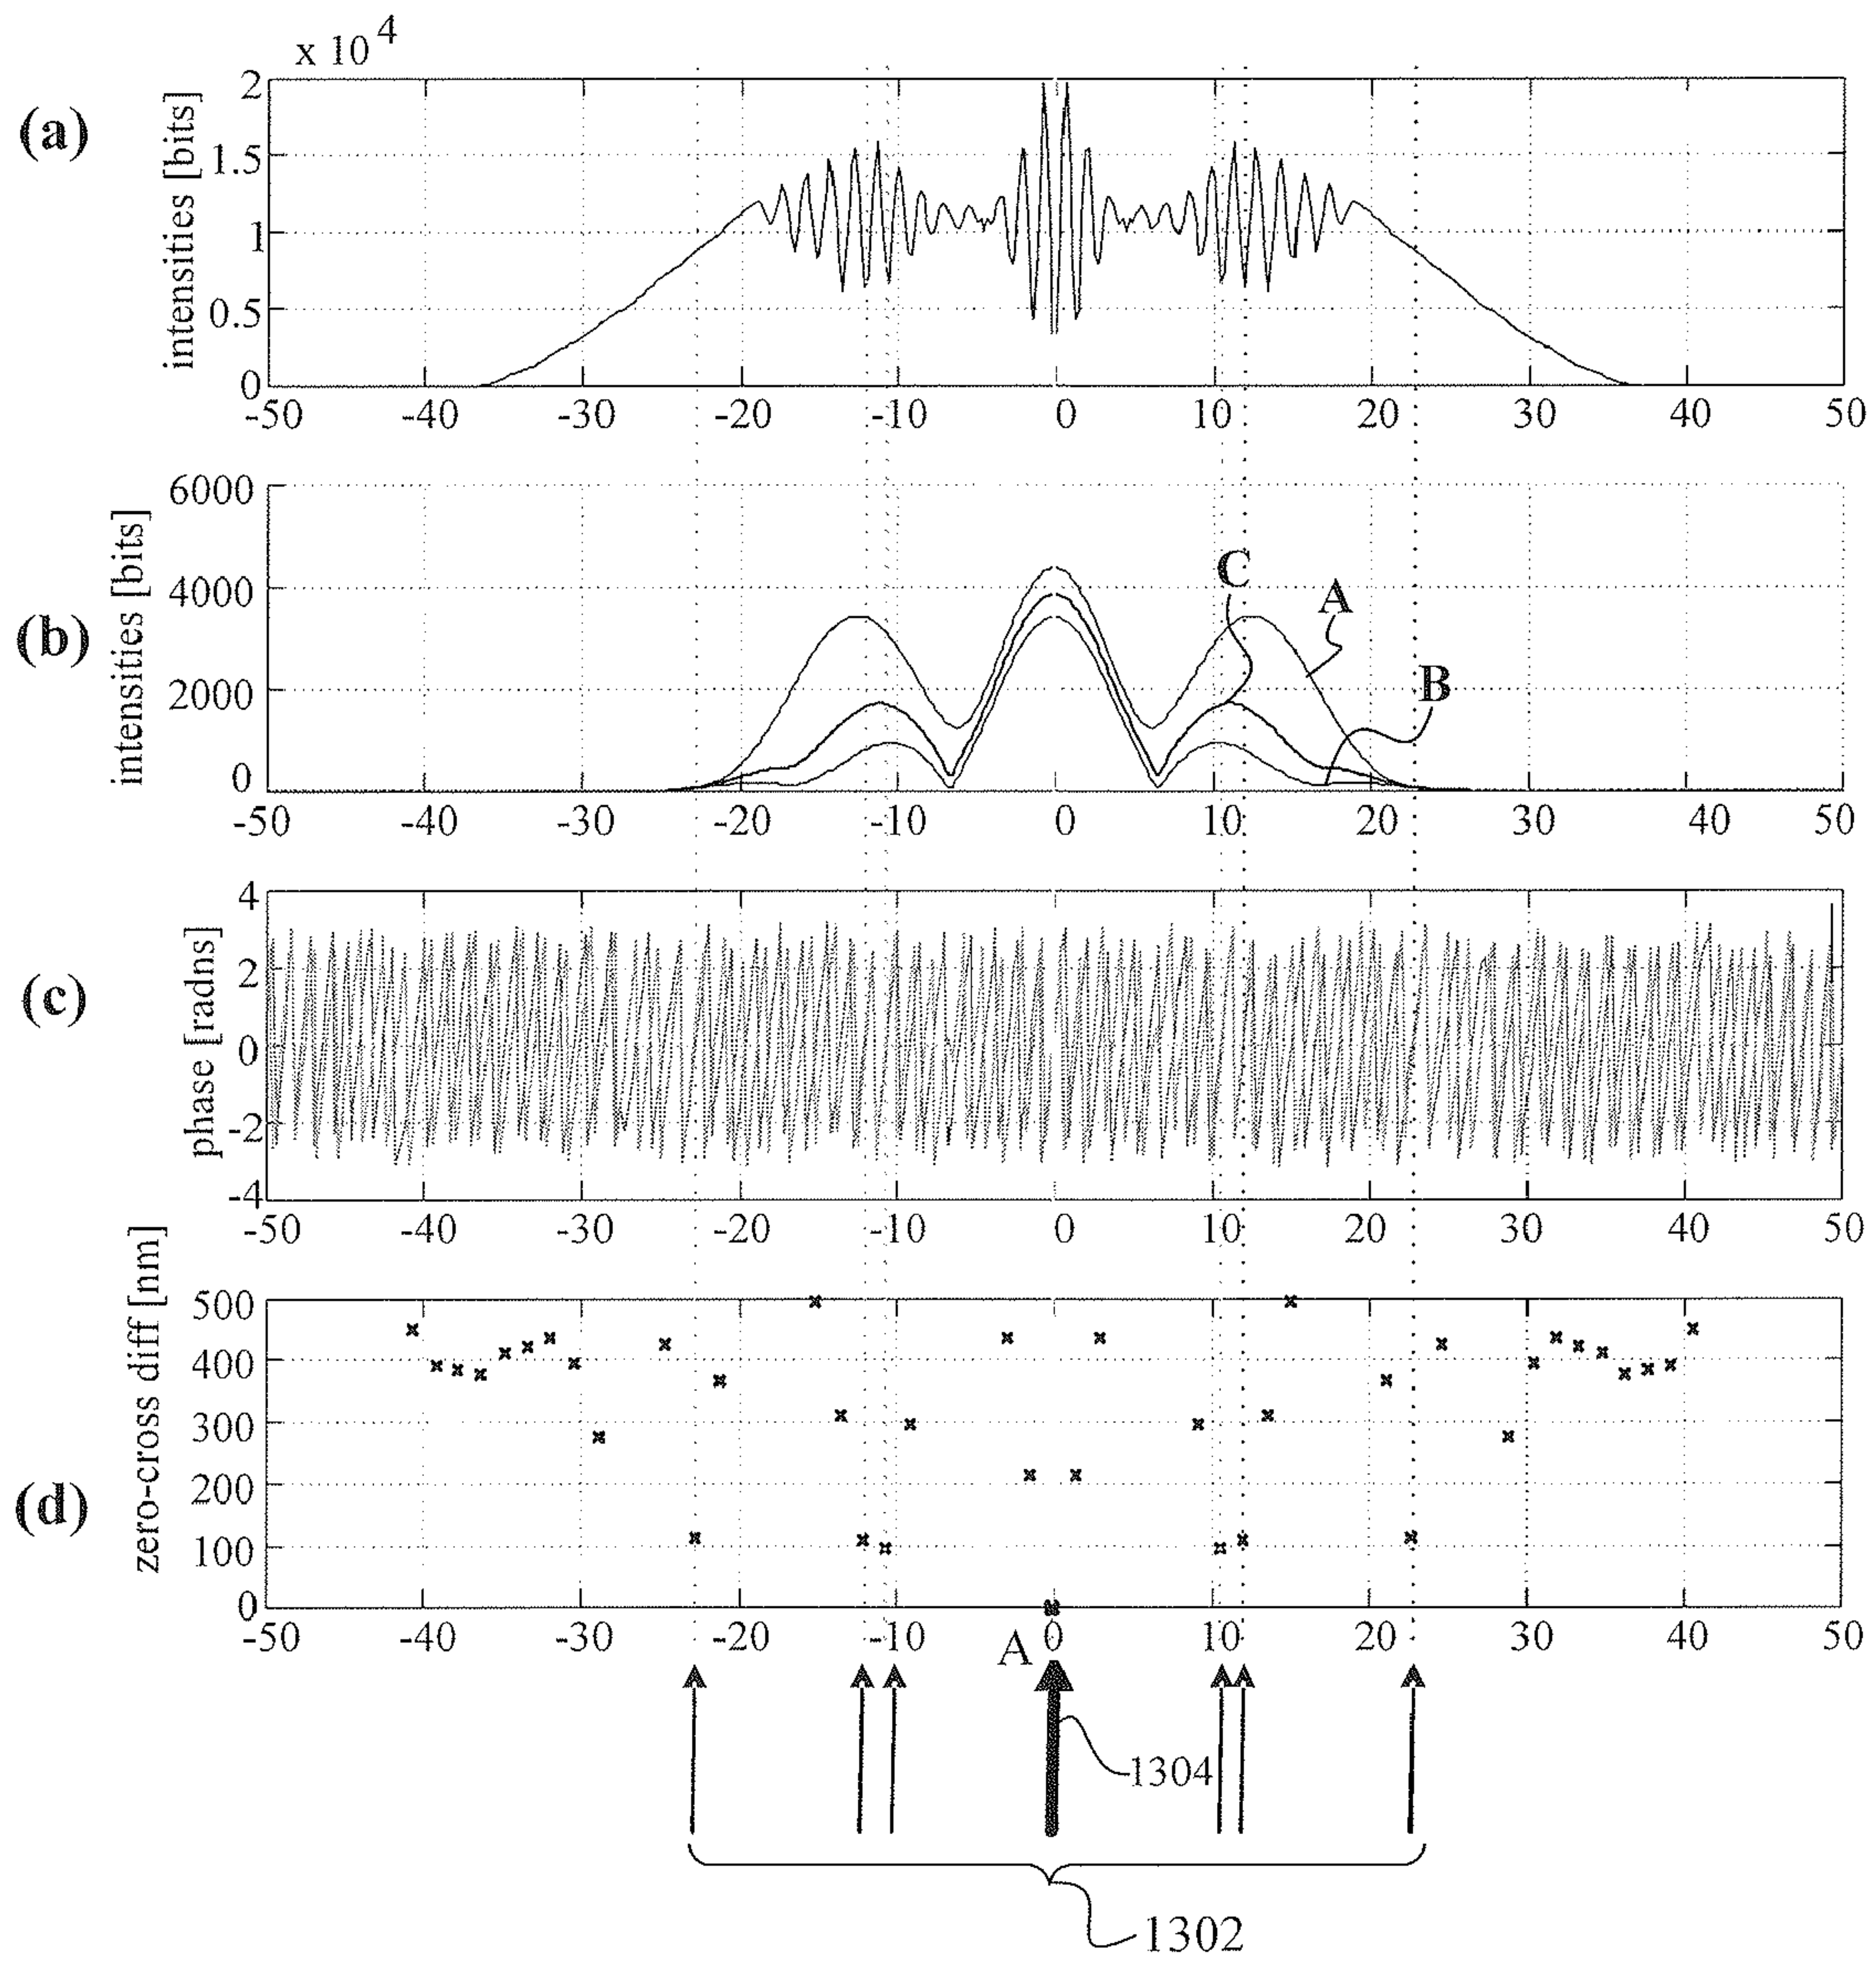 x 10 4
(a)
intensities [bits]
2
1.5
1
0.5
0
-50 -40 -30 -20 -10 0 10 20 30 40 50
(b)
intensities [bits]
6000
4000
2000
0
C
A
B
-50 -40 -30 -20 -10 0 10 20 30 40 50
(c)
phase [radns]
4
2
0
-2
-4
-50 -40 -30 -20 -10 0 10 20 30 40 50
(d)
zero-cross diff [nm]
500
400
300
200
100
0
-50 -40 -30 -20 -10 0 10 20 30 40 50
A
1304
1302